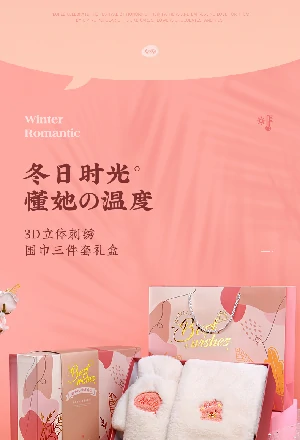 Winter
Romantic
冬日时光。
懂她の温度
3D立体刺绣
围巾三件套礼盒
Best
wishes
Best
wishes